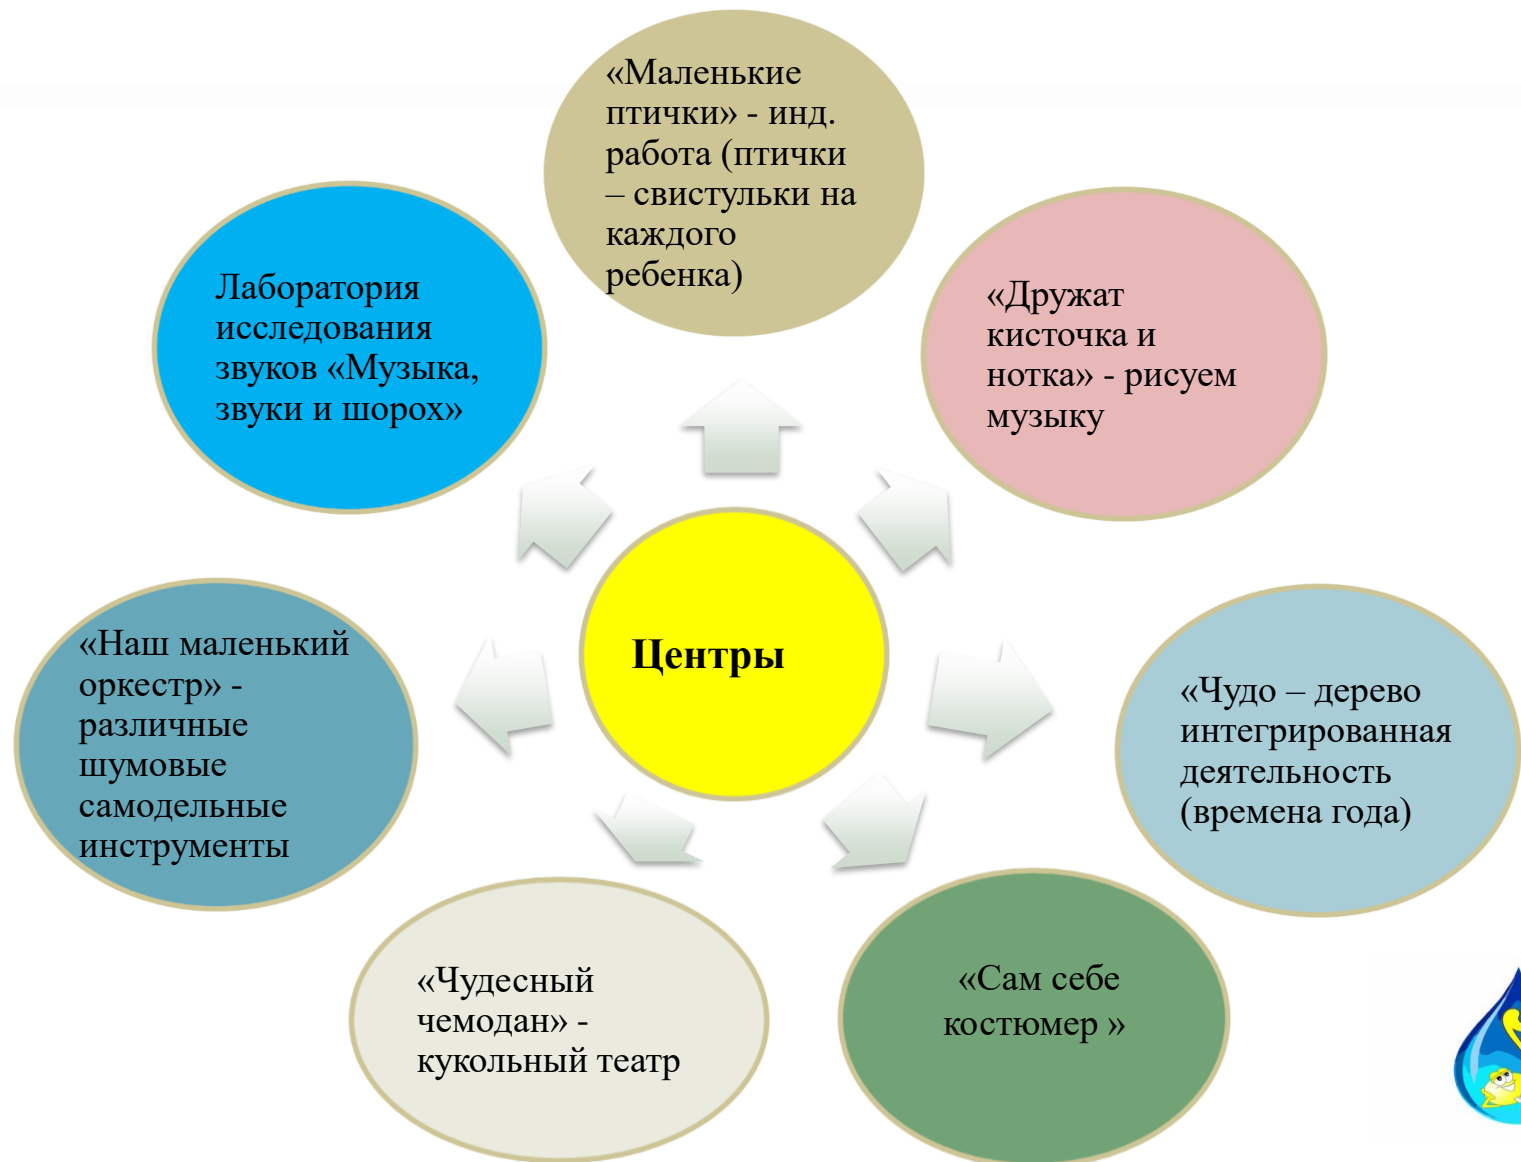 «Маленькие
птички» - инд.
работа (птички
– свистульки на
каждого
ребенка)
«Дружат
кисточка и
нотка» - рисуем
музыку
«Чудо – дерево
интегрированная
деятельность
(времена года)
«Сам себе
костюмер »
«Чудесный
чемодан» -
кукольный театр
«Наш маленький
оркестр» -
различные
шумовые
самодельные
инструменты
Лаборатория
исследования
звуков «Музыка,
звуки и шорох»
Центры